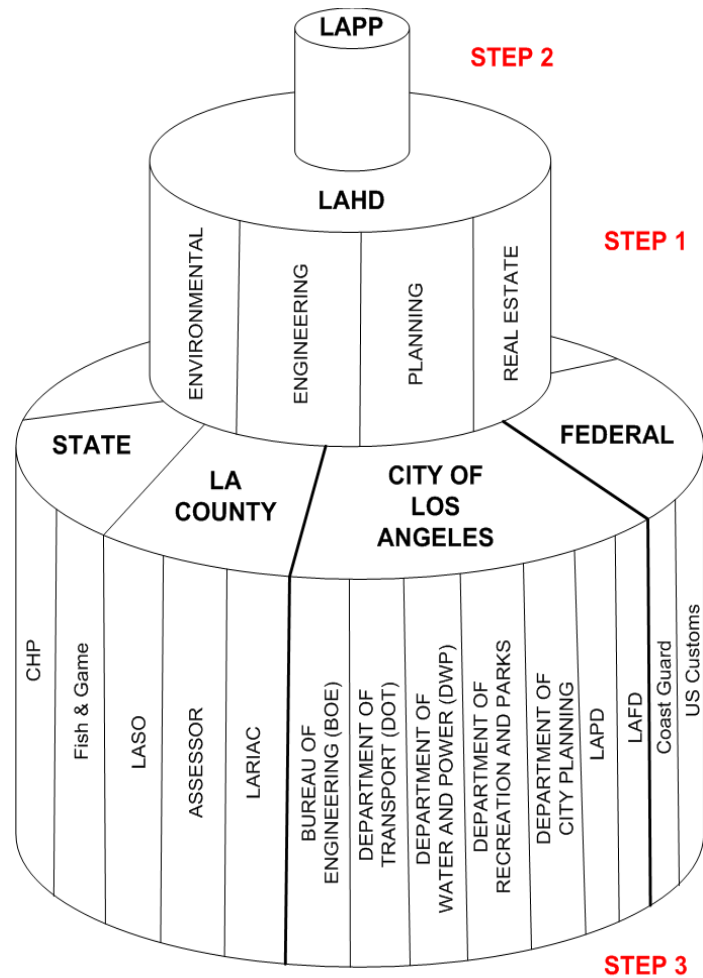 LAPP
STEP 2
LAHD
STEP 1
ENVIRONMENTAL
ENGINEERING
PLANNING
REAL ESTATE
STATE
LA
COUNTY
CITY OF
LOS
ANGELES
FEDERAL
CHP
Fish & Game
LASO
ASSESSOR
LARIAC
BUREAU OF
ENGINEERING (BOE)
DEPARTMENT OF
TRANSPORT (DOT)
DEPARTMENT OF
WATER AND POWER (DWP)
DEPARTMENT OF
RECREATION AND PARKS
DEPARTMENT OF
CITY PLANNING
LAPD
LAFD
Coast Guard
US Customs
STEP 3